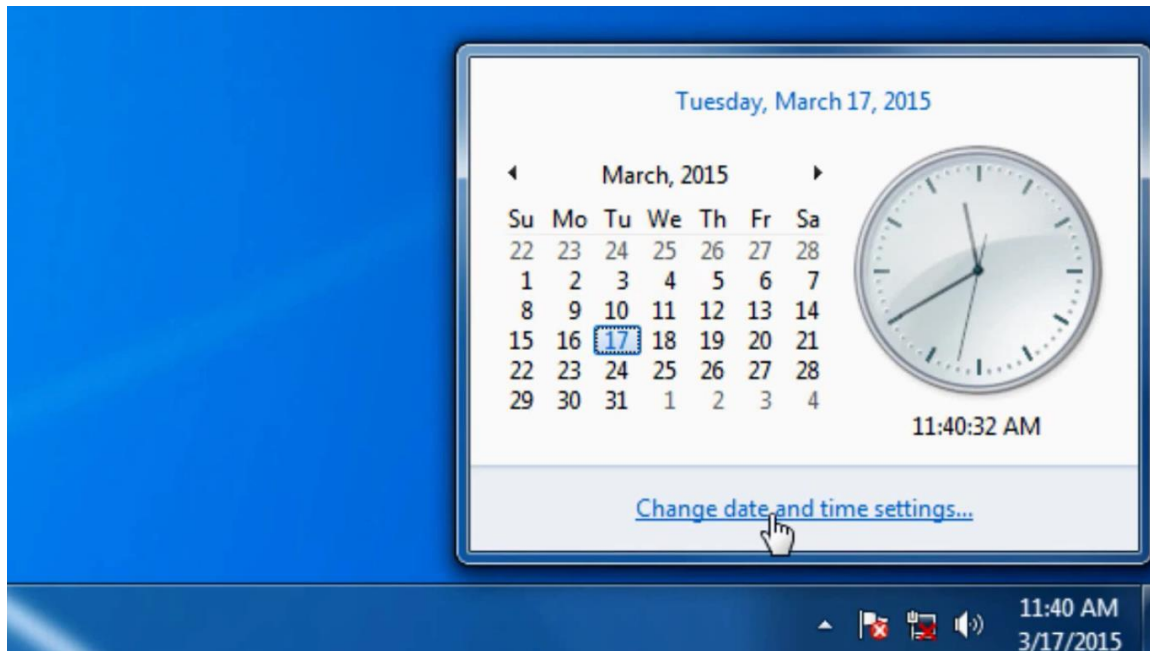 Tuesday, March 17, 2015
March, 2015
Su Mo Tu We Th Fr Sa
22 23 24 25 26 27 28
1 2 3 4 5 6 7
8 9 10 11 12 13 14
15 16 17 18 19 20 21
22 23 24 25 26 27 28
29 30 31 1 2 3 4
11:40:32 AM
Change date and time settings...
11:40 AM
3/17/2015